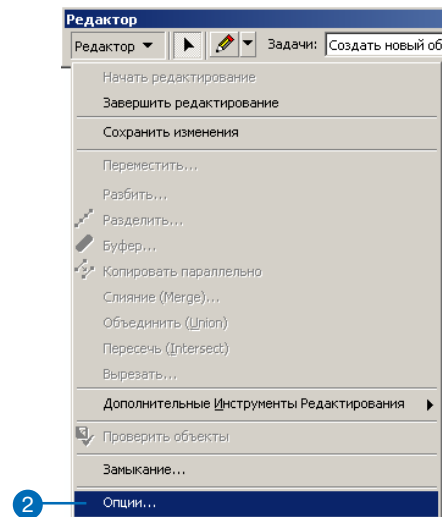 Редактор
Редактор Задачи: Создать новый об
Начать редактирование
Завершить редактирование
Сохранить изменения
Переместить...
Разбить...
Разделить...
Буфер...
Копировать параллельно
Слияние (Merge)...
Объединить (Union)
Пересечь (Intersect)
Вырезать...
Дополнительные Инструменты Редактирования
Проверить объекты
Замыкание...
2 Опции...